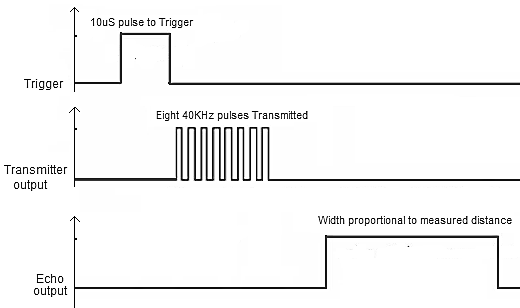 10uS pulse to Trigger
Trigger
Eight 40KHz pulses Transmitted
Transmitter
output
Width proportional to measured distance
Echo
output